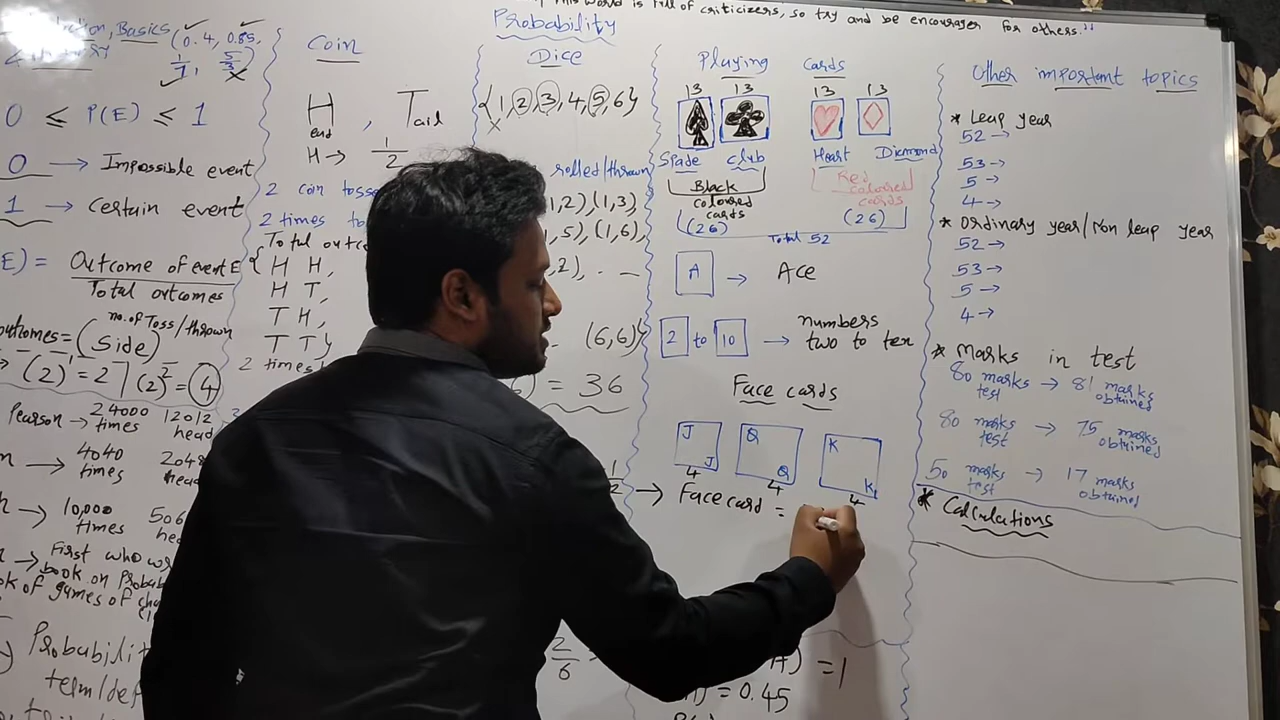 This world is full of criticizers, so try and be encourager for others."
Probability
Basics (0.4, 0.85,
1/7, 5/3)
0 ≤ P(E) ≤ 1
0 → Impossible event
1 → Certain event
E) = Outcome of event E
Total outcomes
no. of Toss/thrown
outcomes = (Side)
(2)¹ = 2 (2)² = 4
Pearson → 24000 times 12012 head
→ 4040 times 2048 head
→ 10,000 times
→ First who
book on
of games of
term/def
Coin
Head, Tail
H → 1/2
2 coin
2 times
Total
{H H,
H T,
T H,
T T}
2 times
Dice
{1, 2, 3, 4, 5, 6}
rolled/thrown
1,2) (1,3)
1,5), (1,6),
,2), . . —
(6,6)}
= 36
2/6
Playing cards
13 13 13 13
Spade club Heart Diamond
Black coloured cards
Red coloured cards
(26) (26)
Total 52
A → Ace
2 to 10 → numbers two to ten
Face cards
J J Q Q K K
4 4 4
→ Face card =
= 1
= 0.45
Other important topics
* Leap year
52 →
53 →
5 →
4 →
* Ordinary year/Non leap year
52 →
53 →
5 →
4 →
* Marks in test
80 marks test → 81 marks obtained
80 marks test → 75 marks obtained
50 marks test → 17 marks obtained
* Calculations